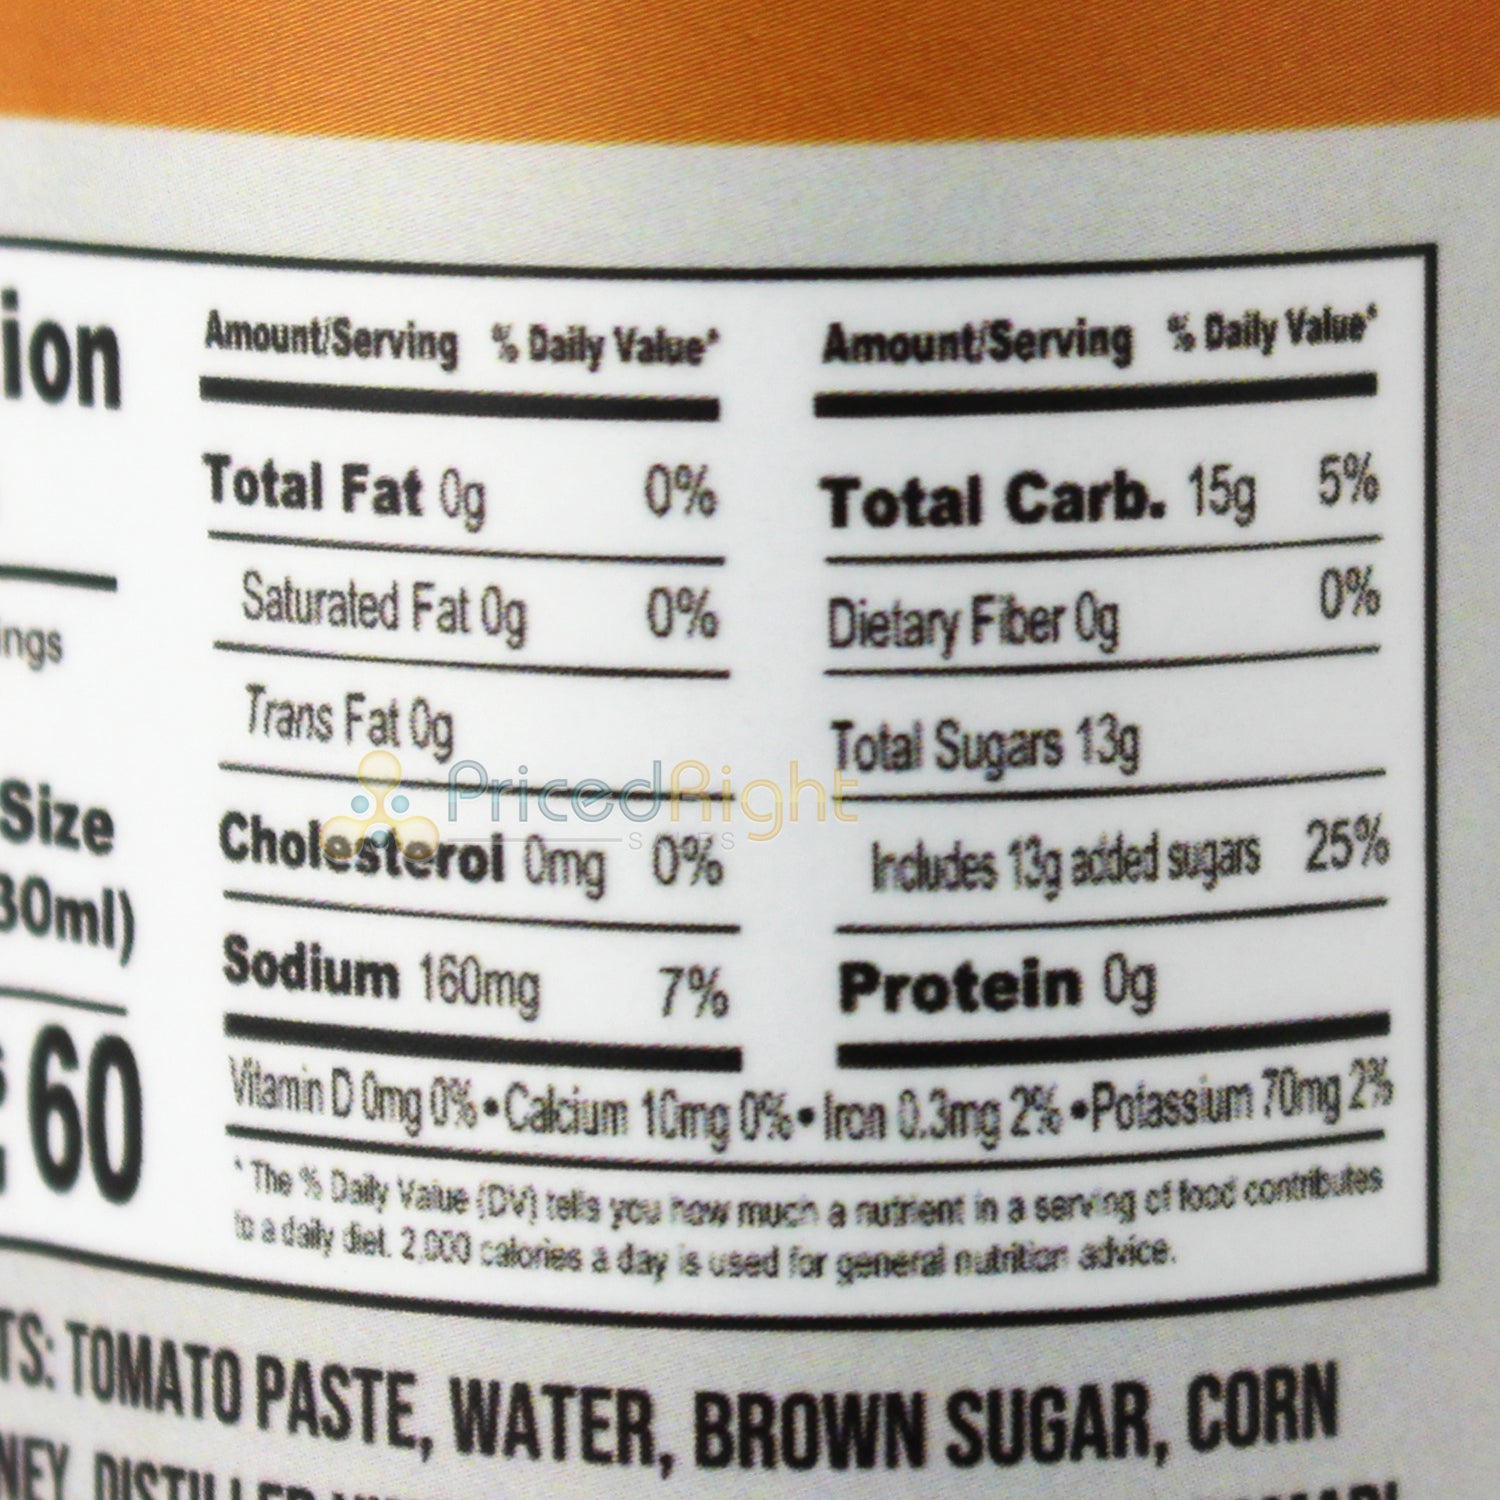 ion
ings
Size
30ml)
60
Amount/Serving % Daily Value*
Total Fat 0g 0%
Saturated Fat 0g 0%
Trans Fat 0g
Cholesterol 0mg 0%
Sodium 160mg 7%
Amount/Serving % Daily Value*
Total Carb. 15g 5%
Dietary Fiber 0g 0%
Total Sugars 13g
Includes 13g added sugars 25%
Protein 0g
Vitamin D 0mg 0% • Calcium 10mg 0% • Iron 0.3mg 2% • Potassium 70mg 2%
* The % Daily Value (DV) tells you how much a nutrient in a serving of food contributes
to a daily diet. 2,000 calories a day is used for general nutrition advice.
TS: TOMATO PASTE, WATER, BROWN SUGAR, CORN
NEY, DISTILLED
PricedRight
SALES